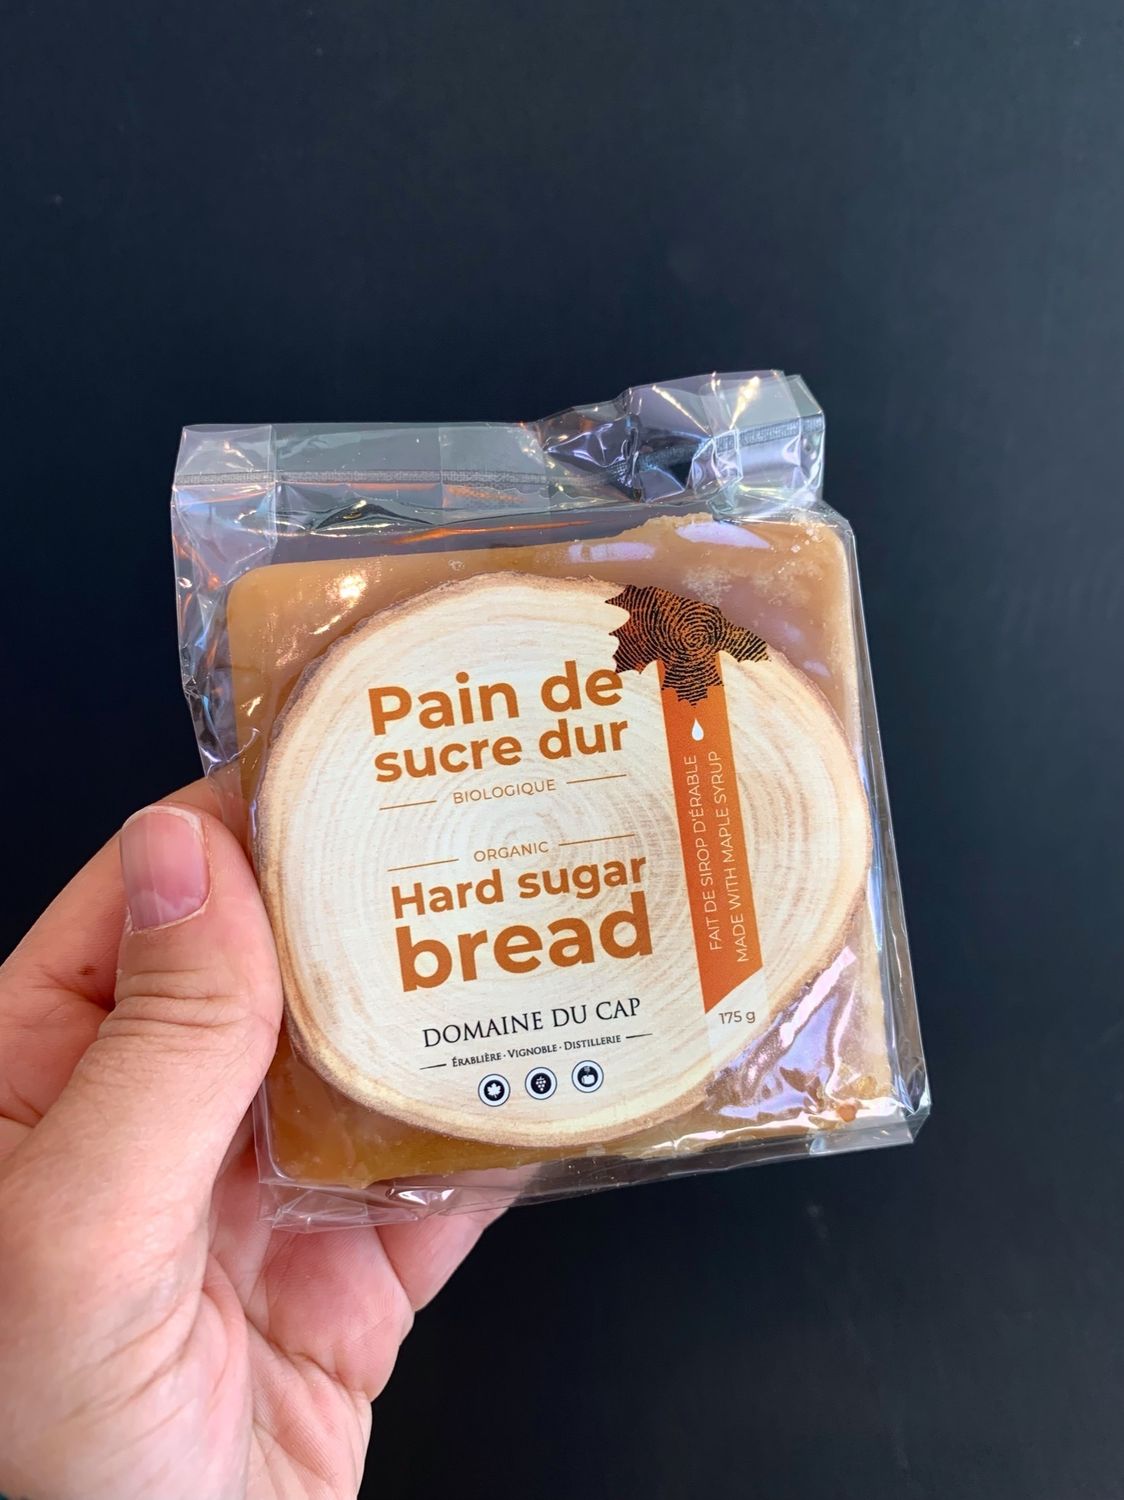 Pain de
sucre dur
BIOLOGIQUE
ORGANIC
Hard sugar
bread
DOMAINE DU CAP
ÉRABLIÈRE · VIGNOBLE · DISTILLERIE
FAIT DE SIROP D'ÉRABLE
MADE WITH MAPLE SYRUP
175 g